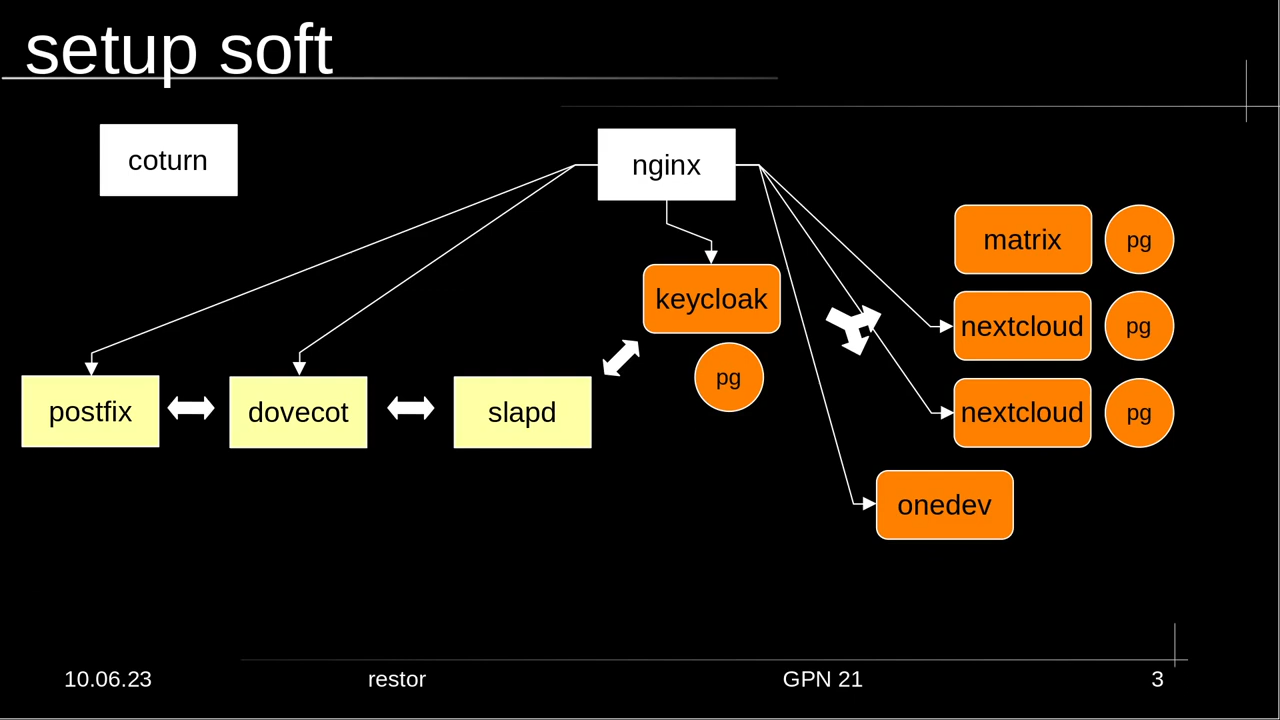 setup soft
coturn
nginx
matrix
pg
keycloak
nextcloud
pg
pg
postfix
dovecot
slapd
nextcloud
pg
onedev
10.06.23
restor
GPN 21
3